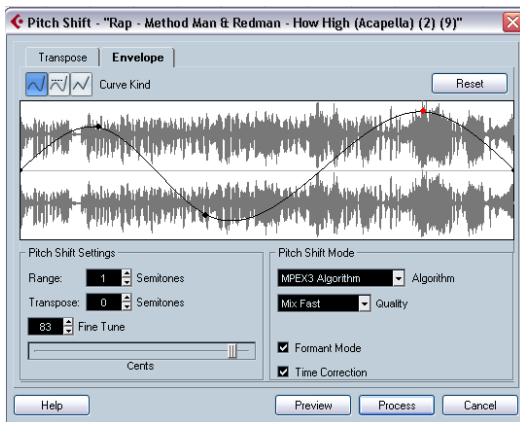 Pitch Shift - "Rap - Method Man & Redman - How High (Acapella) (2) (9)"
Transpose Envelope
Curve Kind Reset
Pitch Shift Settings Pitch Shift Mode
Range: 1 Semitones MPEX3 Algorithm Algorithm
Transpose: 0 Semitones Mix Fast Quality
83 Fine Tune
Formant Mode
Cents
Time Correction
Help Preview Process Cancel